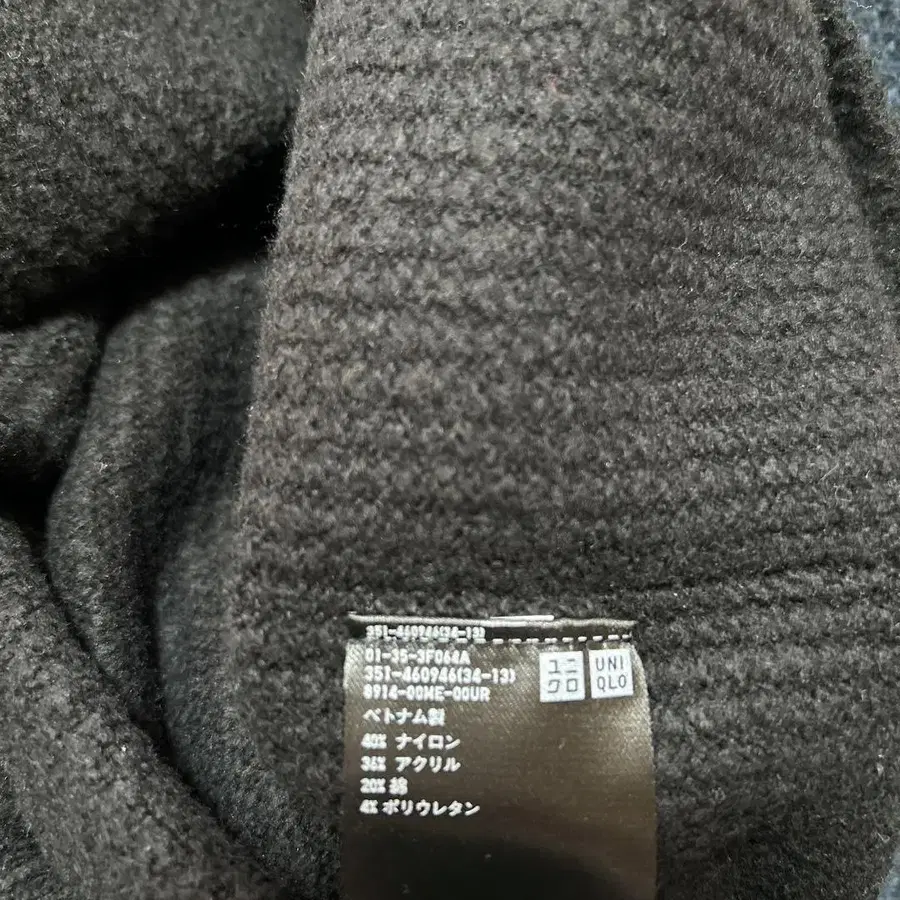 351-460946(34-13)
01-35-3F064A
351-460946(34-13)
8914-00ME-00UR
ユニクロ
UNIQLO
ベトナム製
40% ナイロン
36% アクリル
20% 綿
4% ポリウレタン